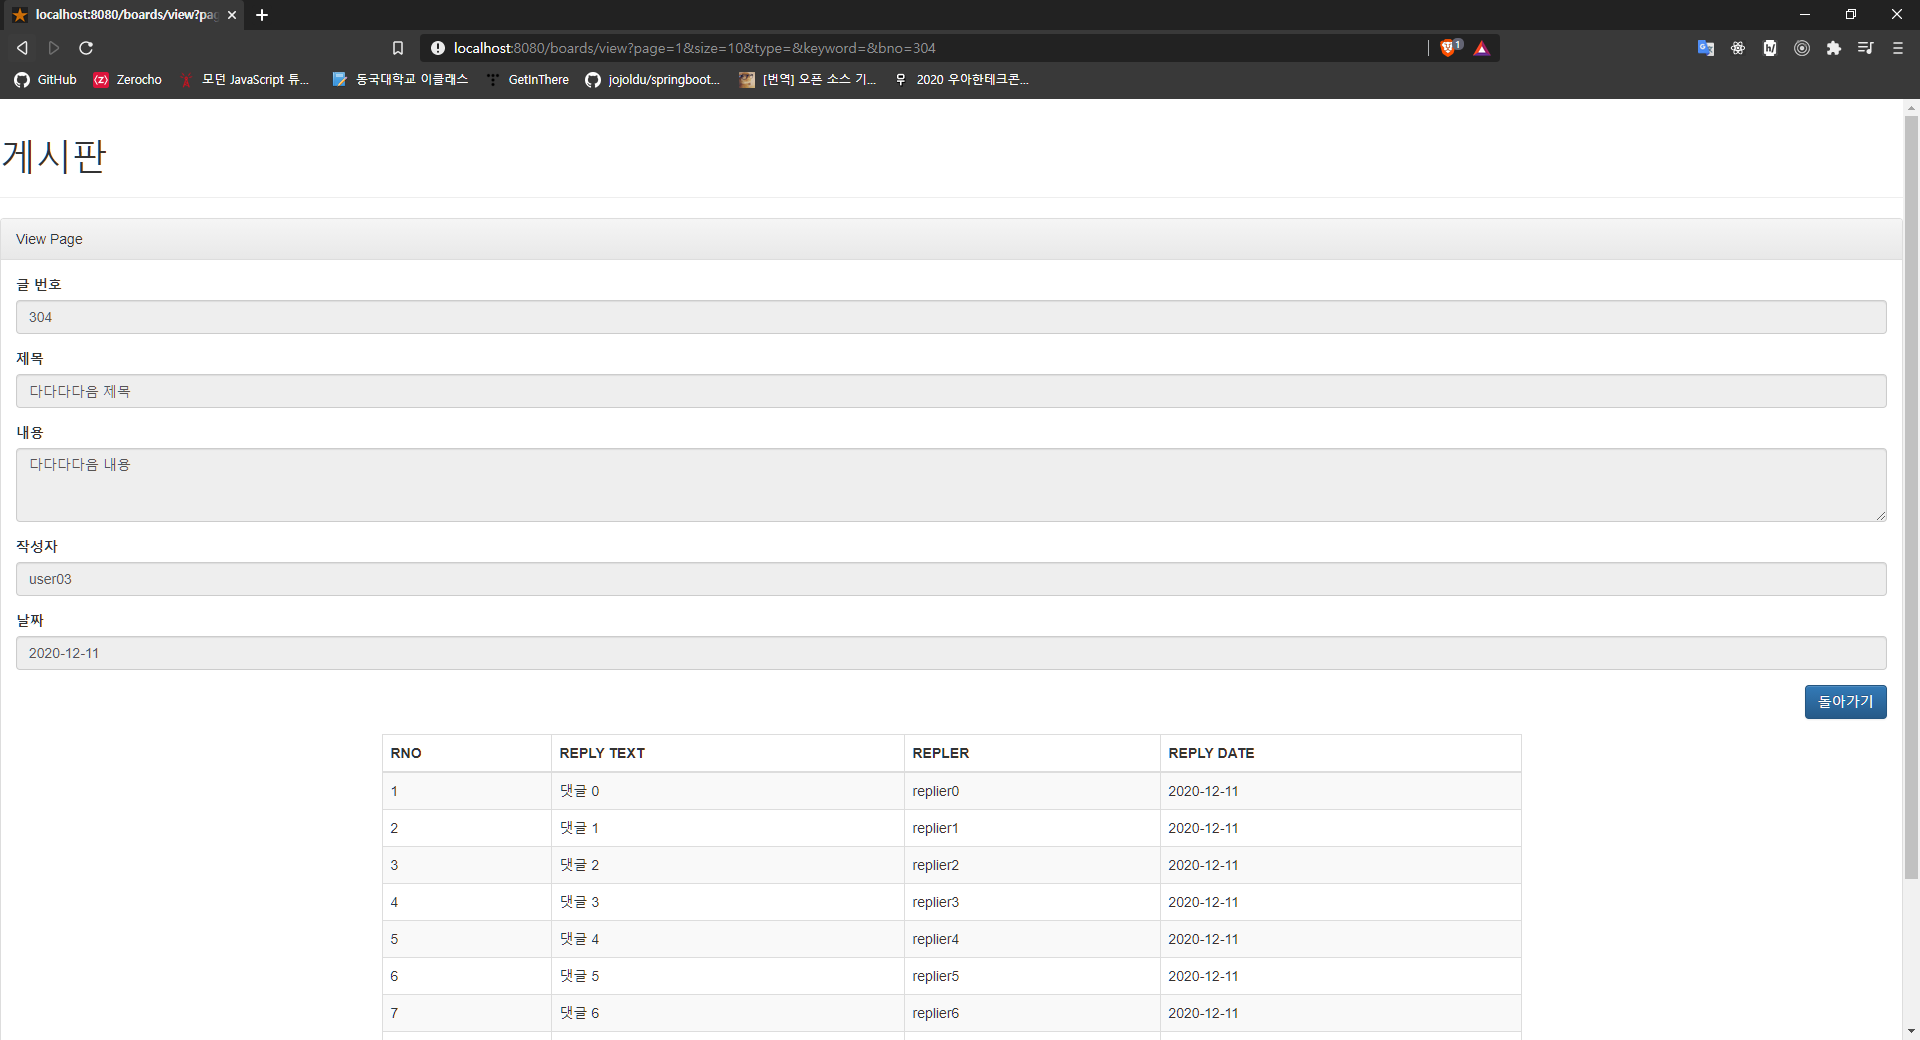 localhost:8080/boards/view?pag
localhost:8080/boards/view?page=1&size=10&type=&keyword=&bno=304
GitHub Zerocho 모던 JavaScript 튜... 동국대학교 이클래스 GetInThere jojoldu/springboot... [번역] 오픈 소스 기... 2020 우아한테크콘...
게시판
View Page
글 번호
304
제목
다다다다음 제목
내용
다다다다음 내용
작성자
user03
날짜
2020-12-11
돌아가기
RNO REPLY TEXT REPLER REPLY DATE
1 댓글 0 replier0 2020-12-11
2 댓글 1 replier1 2020-12-11
3 댓글 2 replier2 2020-12-11
4 댓글 3 replier3 2020-12-11
5 댓글 4 replier4 2020-12-11
6 댓글 5 replier5 2020-12-11
7 댓글 6 replier6 2020-12-11